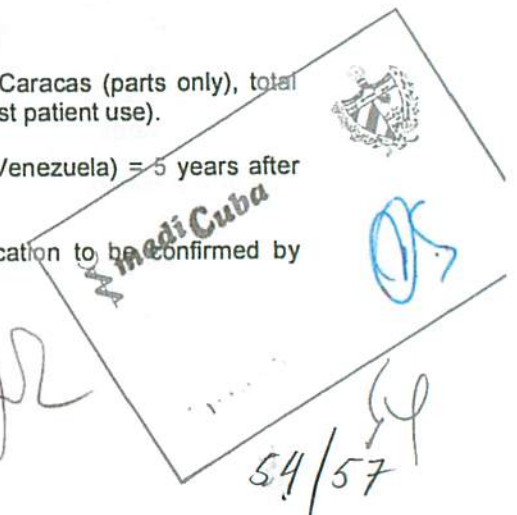 Caracas (parts only), total
st patient use).
Venezuela) = 5 years after
mediCuba
cation to be confirmed by
54/57